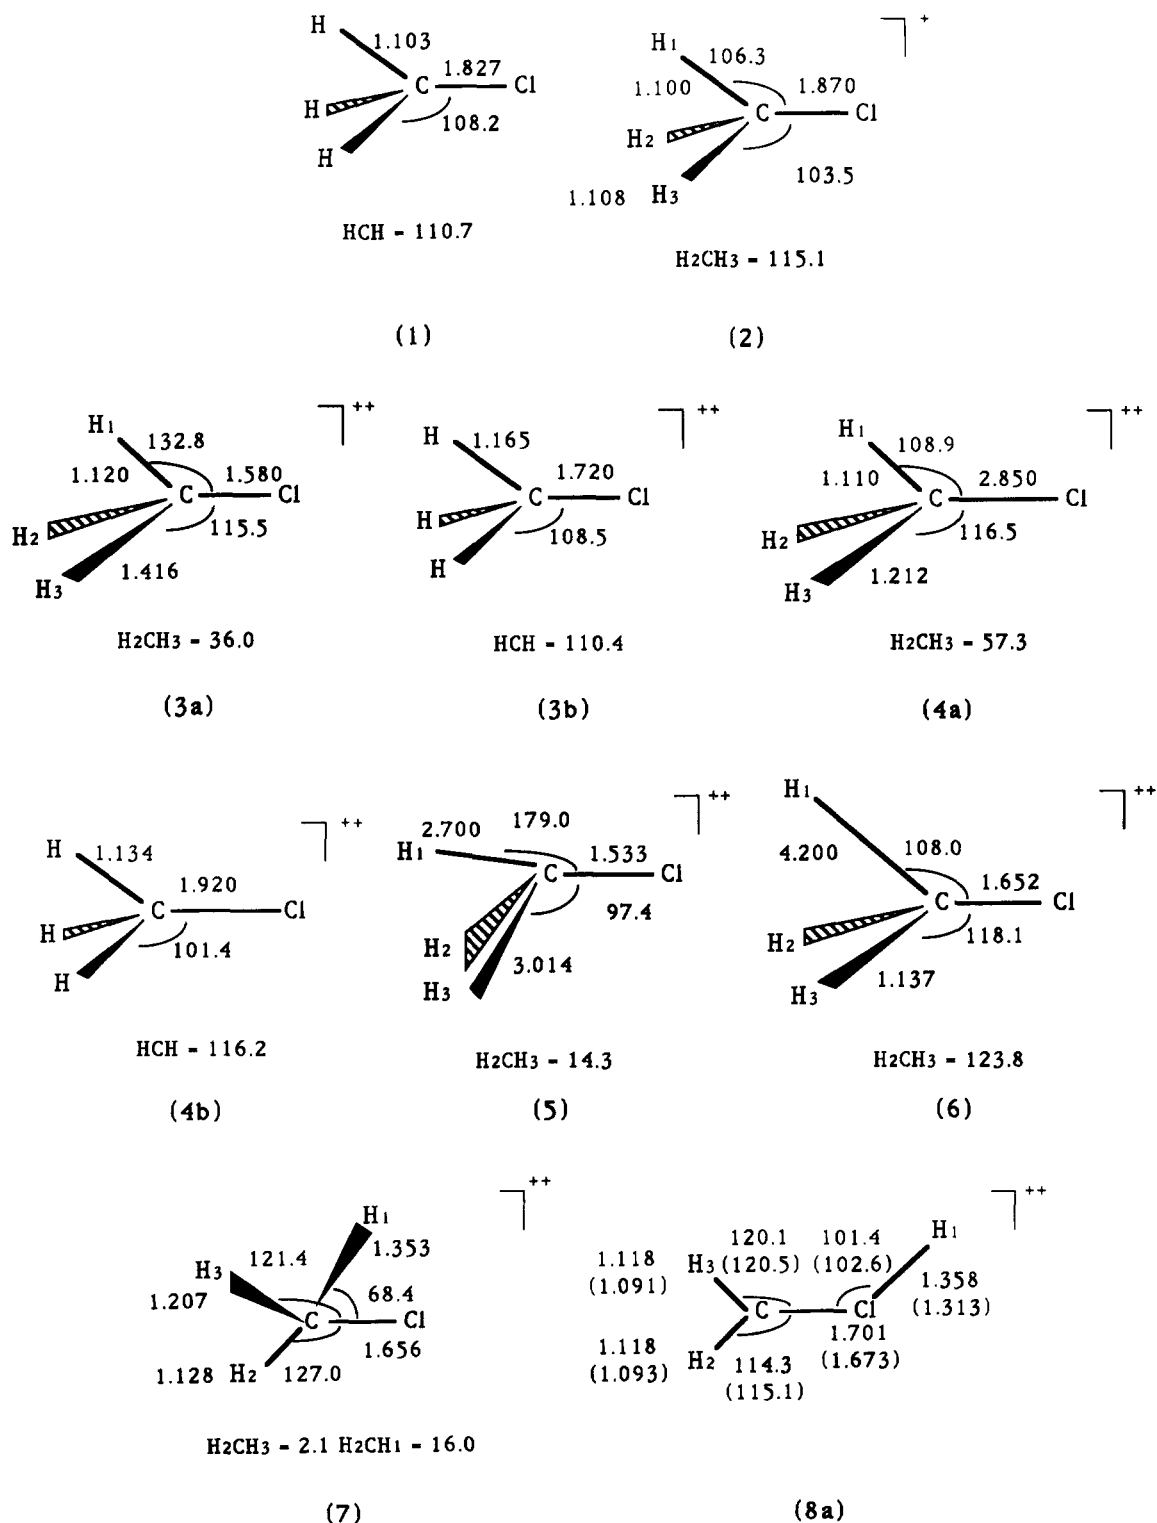 H
1.103
1.827
C
Cl
H
108.2
H
HCH = 110.7
(1)
+
H1
106.3
1.100
1.870
C
Cl
H2
103.5
1.108
H3
H2CH3 = 115.1
(2)
++
H1
132.8
1.120
1.580
C
Cl
H2
115.5
H3
1.416
H2CH3 = 36.0
(3a)
++
H
1.165
1.720
C
Cl
H
108.5
H
HCH = 110.4
(3b)
++
H1
108.9
1.110
2.850
C
Cl
H2
116.5
H3
1.212
H2CH3 = 57.3
(4a)
++
H
1.134
1.920
C
Cl
H
101.4
H
HCH = 116.2
(4b)
++
2.700
179.0
H1
1.533
C
Cl
97.4
H2
3.014
H3
H2CH3 = 14.3
(5)
++
H1
4.200
108.0
1.652
C
Cl
H2
118.1
H3
1.137
H2CH3 = 123.8
(6)
++
H1
121.4
1.353
H3
1.207
68.4
C
Cl
1.656
1.128
H2
127.0
H2CH3 = 2.1 H2CH1 = 16.0
(7)
++
H1
120.1
101.4
1.118
H3
(120.5)
(102.6)
(1.091)
1.358
(1.313)
C
Cl
1.118
H2
1.701
(1.093)
114.3
(1.673)
(115.1)
(8a)